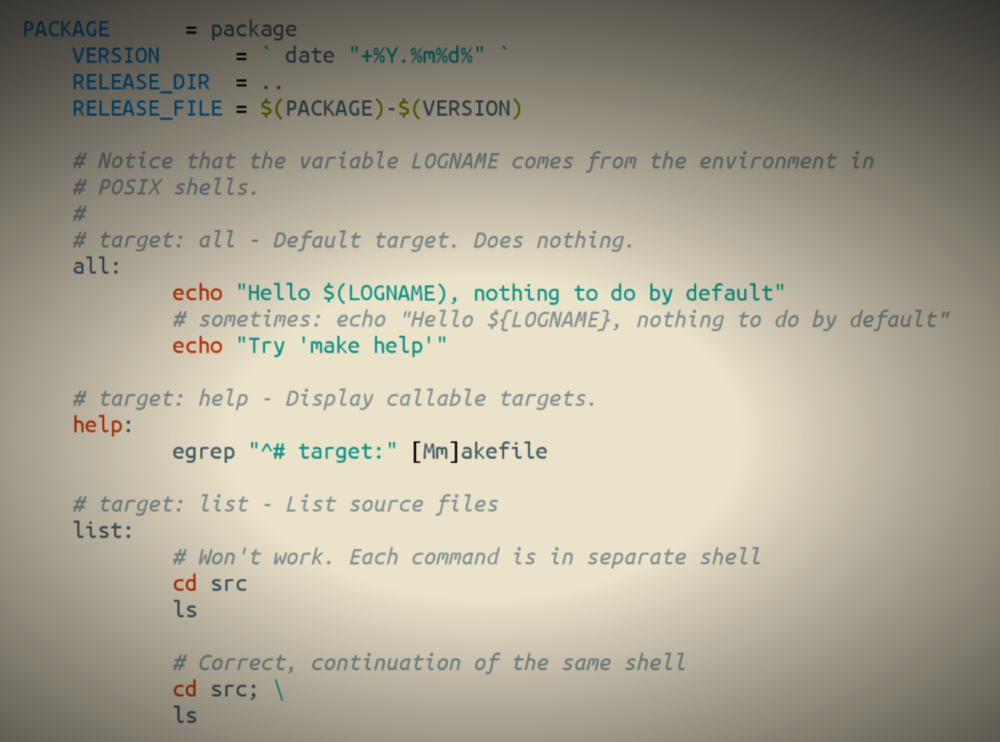 PACKAGE      = package
    VERSION      = ` date "+%Y.%m%d%" `
    RELEASE_DIR  = ..
    RELEASE_FILE = $(PACKAGE)-$(VERSION)

    # Notice that the variable LOGNAME comes from the environment in
    # POSIX shells.
    #
    # target: all - Default target. Does nothing.
    all:
            echo "Hello $(LOGNAME), nothing to do by default"
            # sometimes: echo "Hello ${LOGNAME}, nothing to do by default"
            echo "Try 'make help'"

    # target: help - Display callable targets.
    help:
            egrep "^# target:" [Mm]akefile

    # target: list - List source files
    list:
            # Won't work. Each command is in separate shell
            cd src
            ls

            # Correct, continuation of the same shell
            cd src; \
            ls